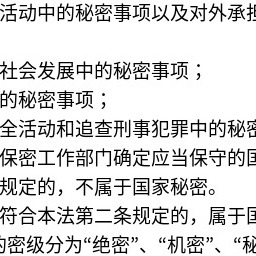 活动中的秘密事项以及对外承担
社会发展中的秘密事项；
的秘密事项；
全活动和追查刑事犯罪中的秘密
保密工作部门确定应当保守的国
规定的，不属于国家秘密。
符合本法第二条规定的，属于国
的密级分为“绝密”、“机密”、“秘